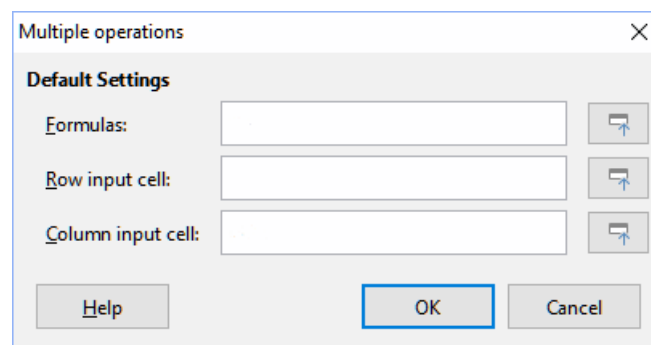 Multiple operations
Default Settings
Formulas:
Row input cell:
Column input cell:
Help OK Cancel